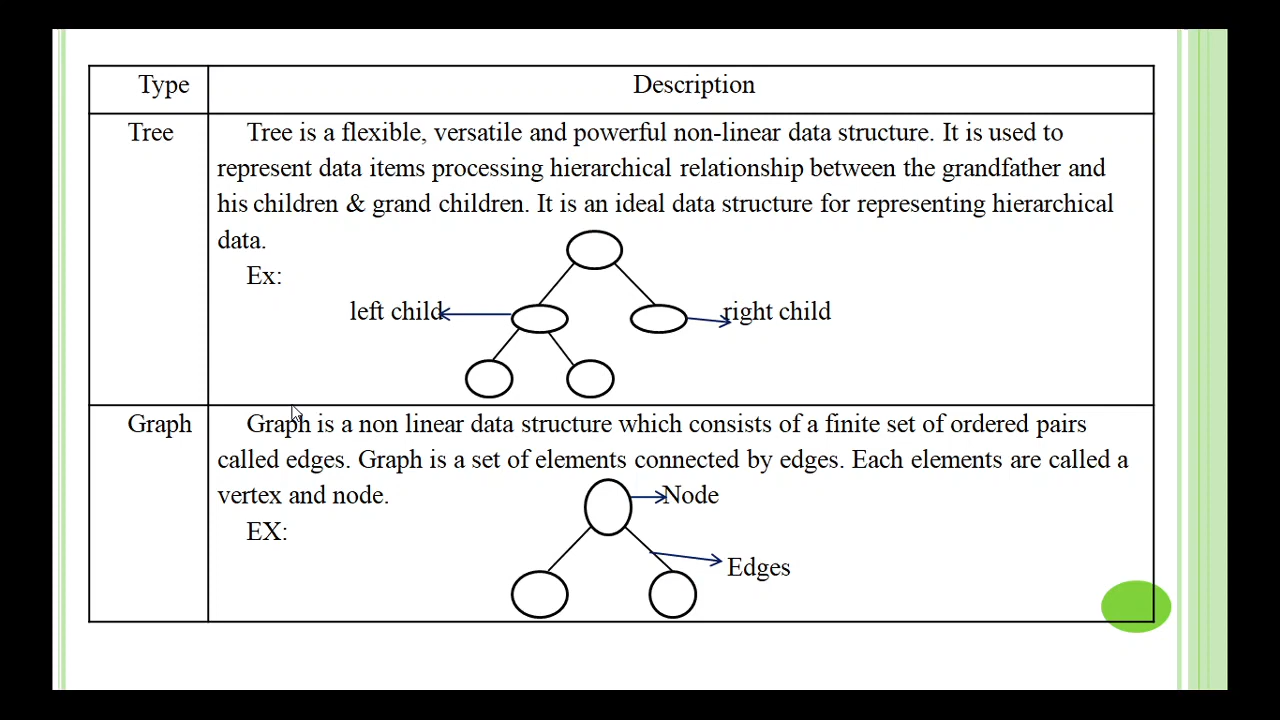 Type
Description
Tree
Tree is a flexible, versatile and powerful non-linear data structure. It is used to
represent data items processing hierarchical relationship between the grandfather and
his children & grand children. It is an ideal data structure for representing hierarchical
data.
Ex:
left child
right child
Graph
Graph is a non linear data structure which consists of a finite set of ordered pairs
called edges. Graph is a set of elements connected by edges. Each elements are called a
vertex and node.
Node
EX:
Edges